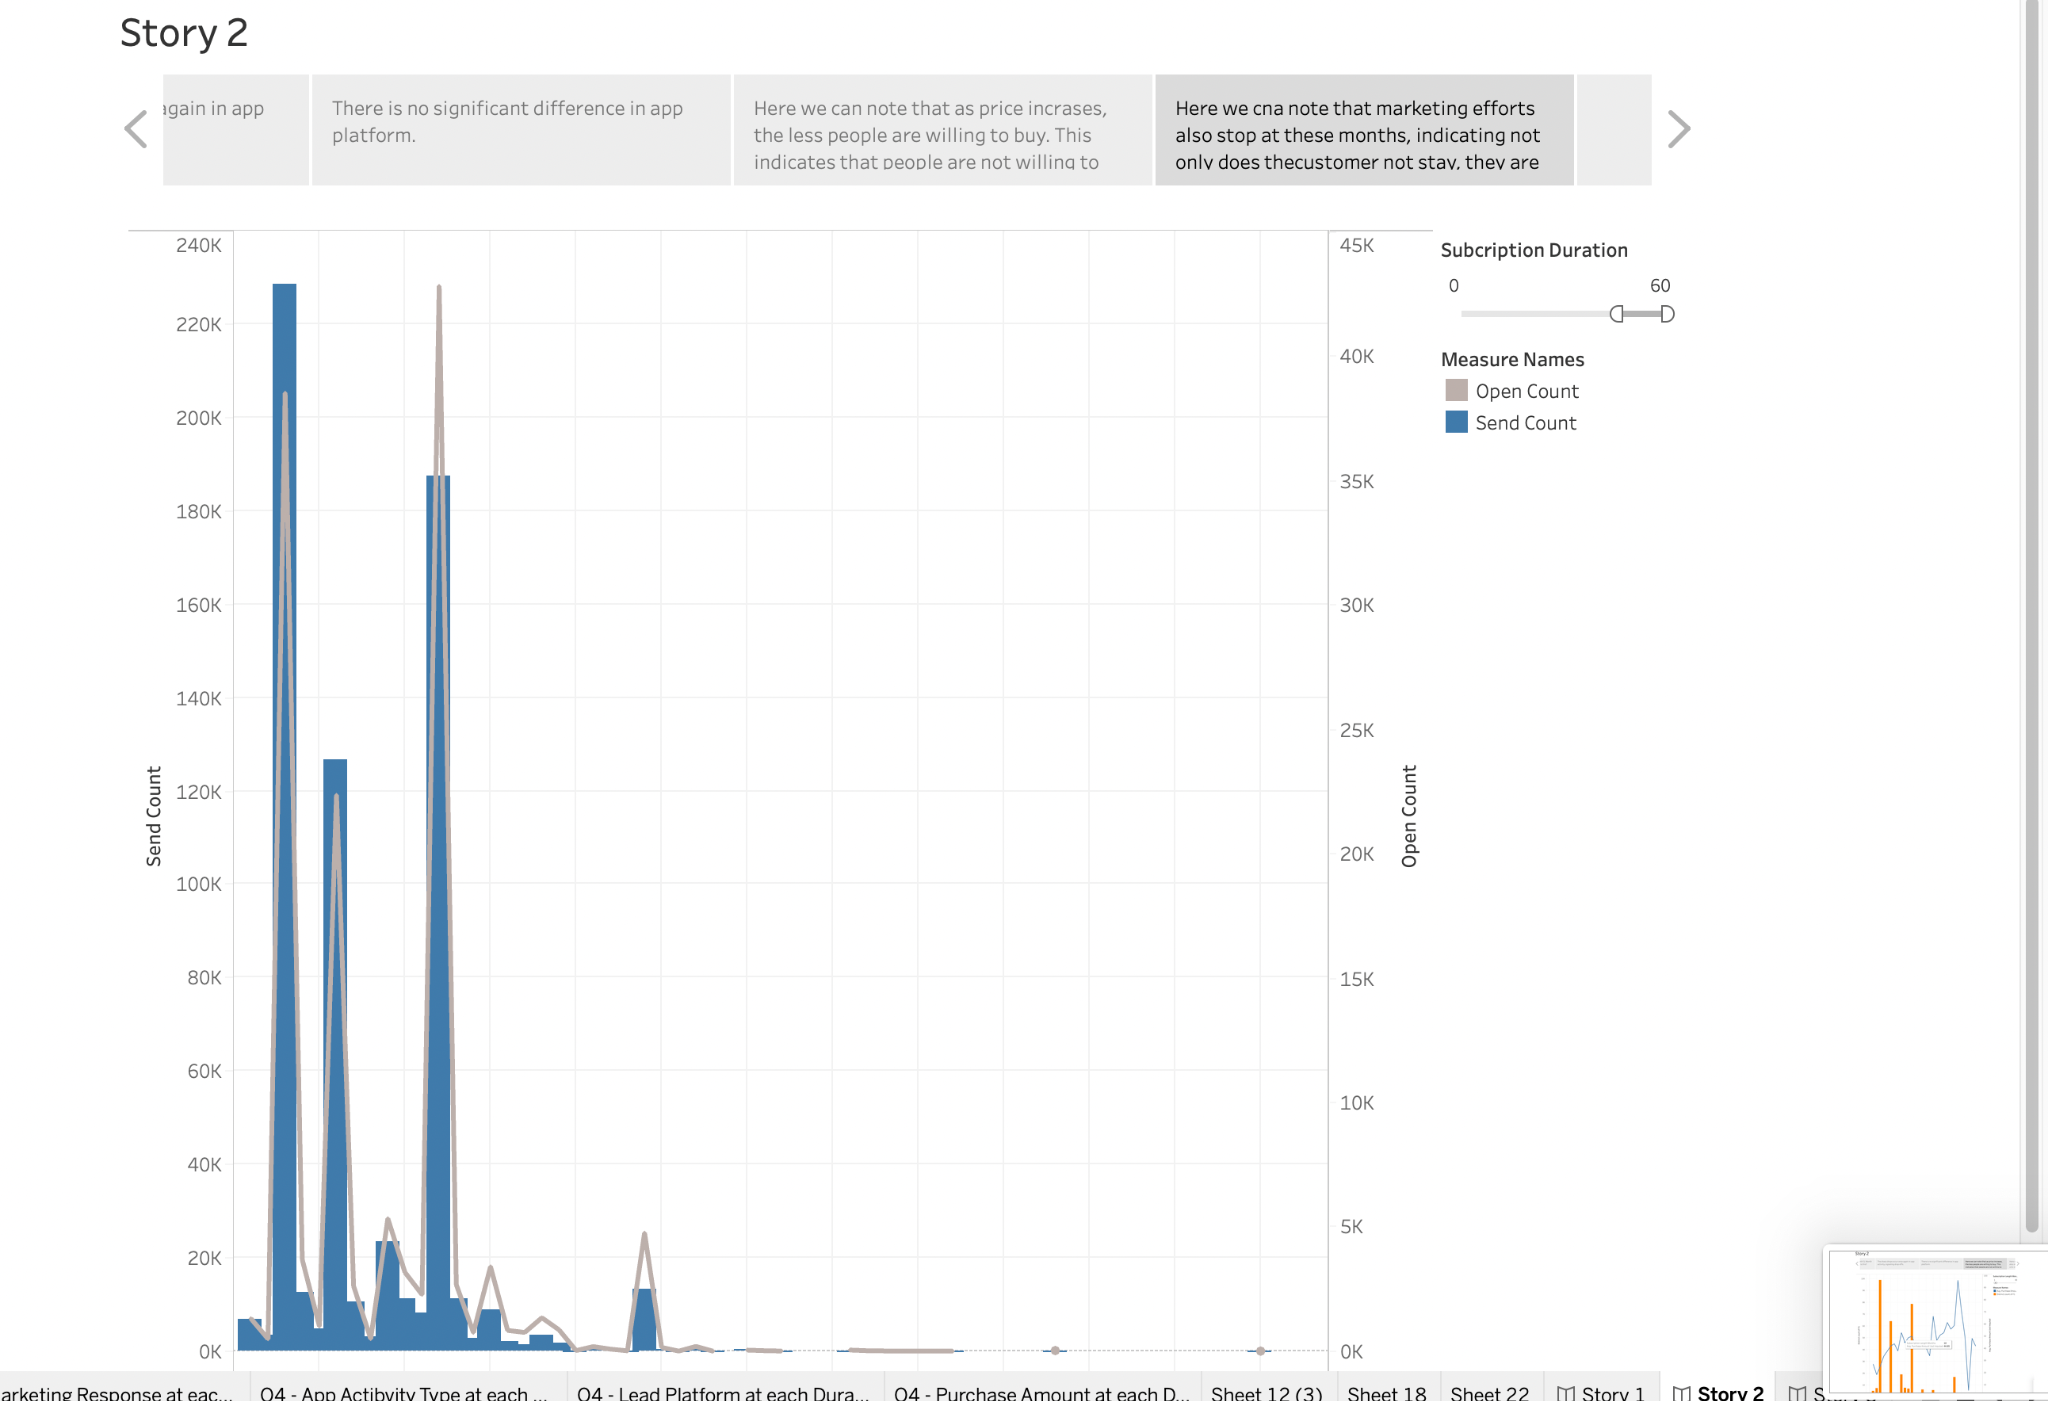 Story 2
again in app
There is no significant difference in app
platform.
Here we can note that as price incrases,
the less people are willing to buy. This
indicates that people are not willing to
Here we cna note that marketing efforts
also stop at these months, indicating not
only does thecustomer not stay, they are
240K
220K
200K
180K
160K
140K
120K
100K
80K
60K
40K
20K
0K
Send Count
45K
40K
35K
30K
25K
20K
15K
10K
5K
0K
Open Count
Subcription Duration
0 60
Measure Names
Open Count
Send Count
arketing Response at eac...
Q4 - App Actibvity Type at each ...
Q4 - Lead Platform at each Dura...
Q4 - Purchase Amount at each D...
Sheet 12 (3)
Sheet 18
Sheet 22
Story 1
Story 2
Story 2